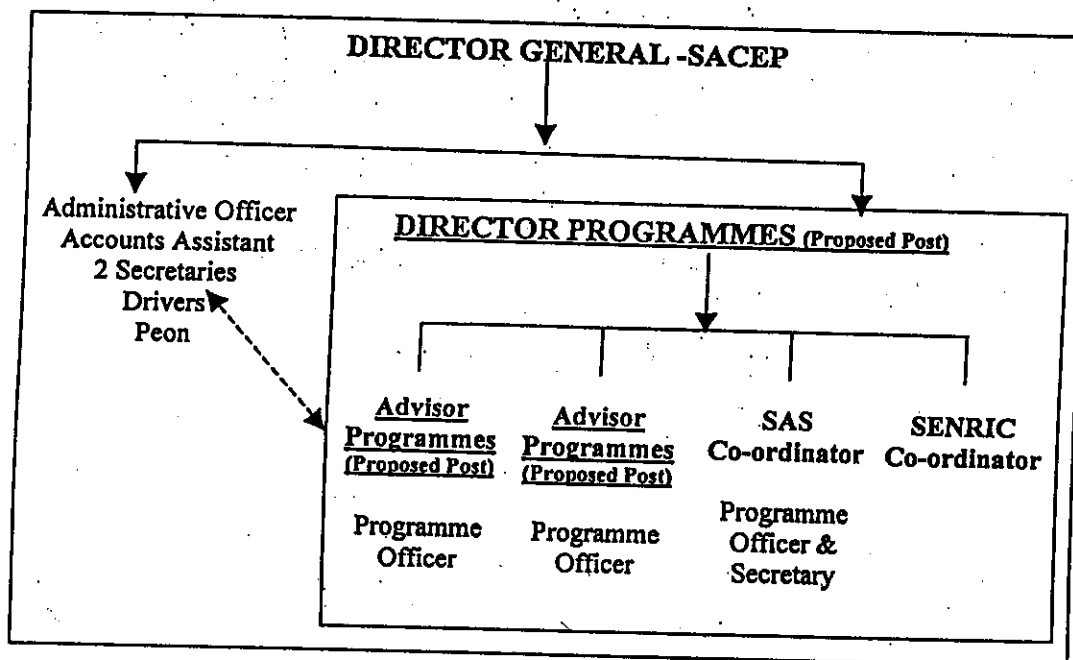 DIRECTOR GENERAL -SACEP
Administrative Officer
Accounts Assistant
2 Secretaries
Drivers
Peon
DIRECTOR PROGRAMMES (Proposed Post)
Advisor
Programmes
(Proposed Post)
Programme
Officer
Advisor
Programmes
(Proposed Post)
Programme
Officer
SAS
Co-ordinator
Programme
Officer &
Secretary
SENRIC
Co-ordinator